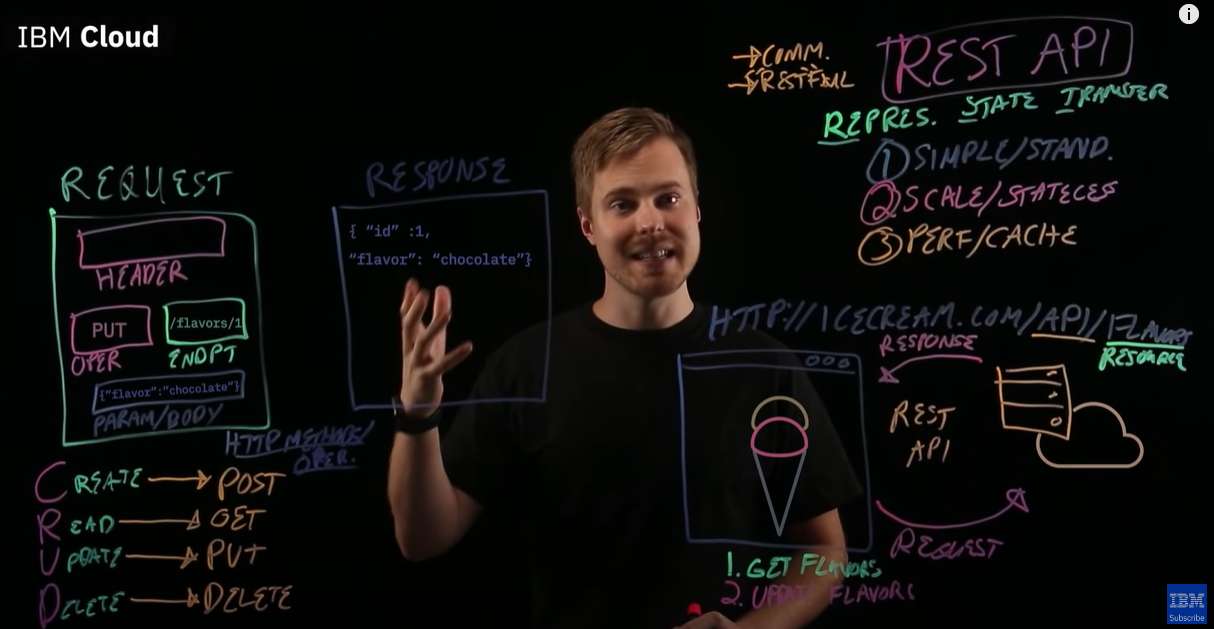 IBM Cloud
→ COMM.
→ RESTFUL
REST API
REPRES. STATE TRANSFER
① SIMPLE/STAND.
② SCALE/STATELESS
③ PERF/CACHE
REQUEST
HEADER
PUT
/flavors/1
OPER
ENDPT
{"flavor":"chocolate"}
PARAM/BODY
HTTP METHODS/
OPER.
CREATE → POST
READ → GET
UPDATE → PUT
DELETE → DELETE
RESPONSE
{ “id” :1,
“flavor”: “chocolate”}
HTTP://ICECREAM.COM/API/FLAVORS
RESOURCE
RESPONSE
REST
API
REQUEST
1. GET FLAVORS
2. UPDATE FLAVORS
i
IBM
Subscribe